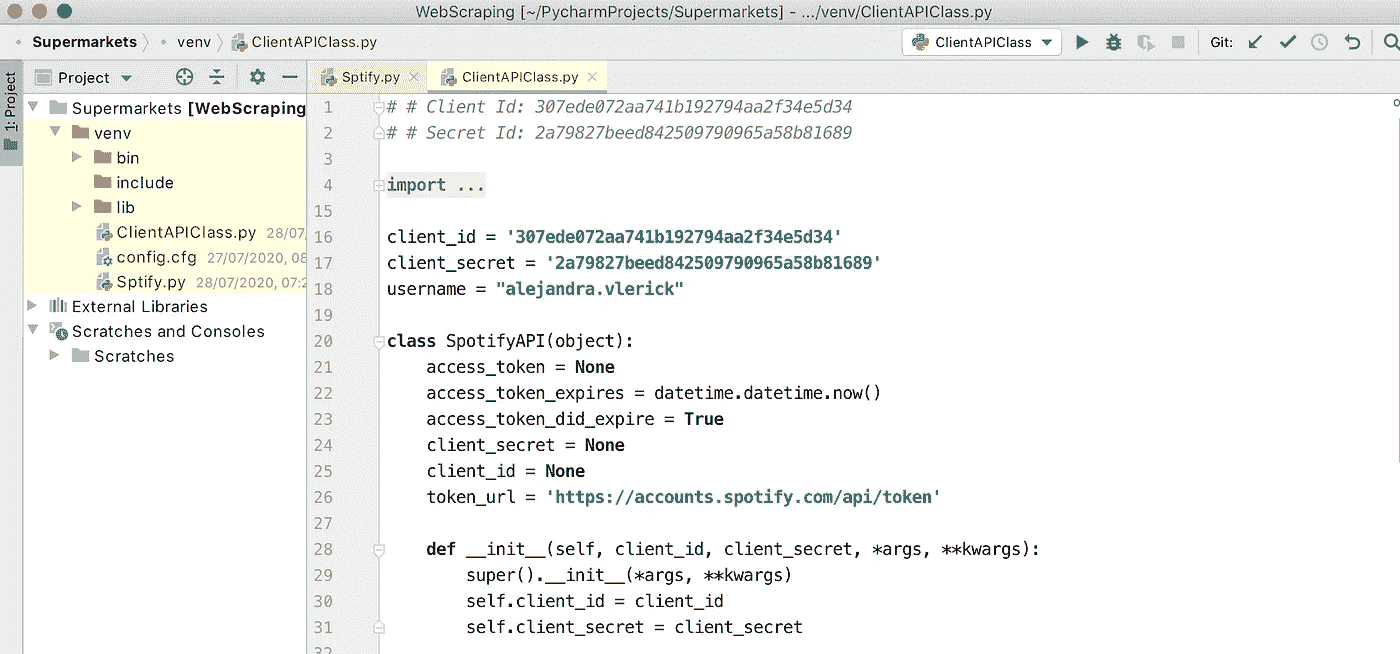 WebScraping [~/PycharmProjects/Supermarkets] - .../venv/ClientAPIClass.py
Supermarkets venv ClientAPIClass.py ClientAPIClass Git:
1: Project
Project Sptify.py ClientAPIClass.py
Supermarkets [WebScraping
venv
bin
include
lib
ClientAPIClass.py 28/07
config.cfg 27/07/2020, 08
Sptify.py 28/07/2020, 07:2
External Libraries
Scratches and Consoles
Scratches
1 # # Client Id: 307ede072aa741b192794aa2f34e5d34
2 # # Secret Id: 2a79827beed842509790965a58b81689
3
4 import ...
15
16 client_id = '307ede072aa741b192794aa2f34e5d34'
17 client_secret = '2a79827beed842509790965a58b81689'
18 username = "alejandra.vlerick"
19
20 class SpotifyAPI(object):
21 access_token = None
22 access_token_expires = datetime.datetime.now()
23 access_token_did_expire = True
24 client_secret = None
25 client_id = None
26 token_url = 'https://accounts.spotify.com/api/token'
27
28 def __init__(self, client_id, client_secret, *args, **kwargs):
29 super().__init__(*args, **kwargs)
30 self.client_id = client_id
31 self.client_secret = client_secret
32